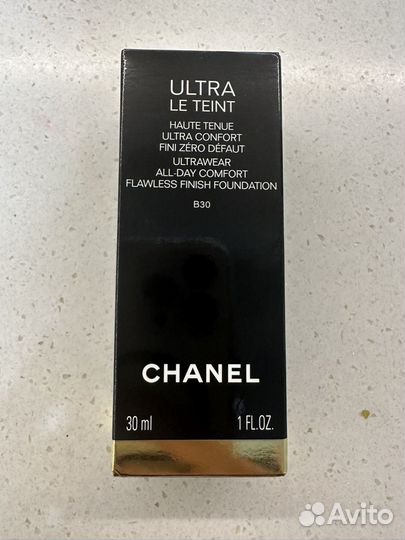 ULTRA
LE TEINT
HAUTE TENUE
ULTRA CONFORT
FINI ZÉRO DÉFAUT
ULTRAWEAR
ALL-DAY COMFORT
FLAWLESS FINISH FOUNDATION
B30
CHANEL
30 ml 1 FL.OZ.
Avito